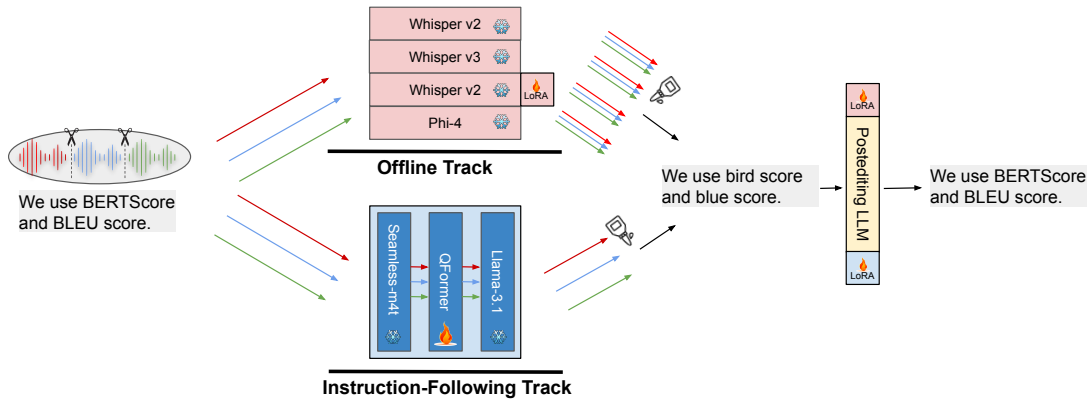 We use BERTScore
and BLEU score.
Whisper v2
Whisper v3
Whisper v2
LoRA
Phi-4
Offline Track
Seamless-m4t
QFormer
Llama-3.1
Instruction-Following Track
We use bird score
and blue score.
LoRA
Postediting LLM
LoRA
We use BERTScore
and BLEU score.